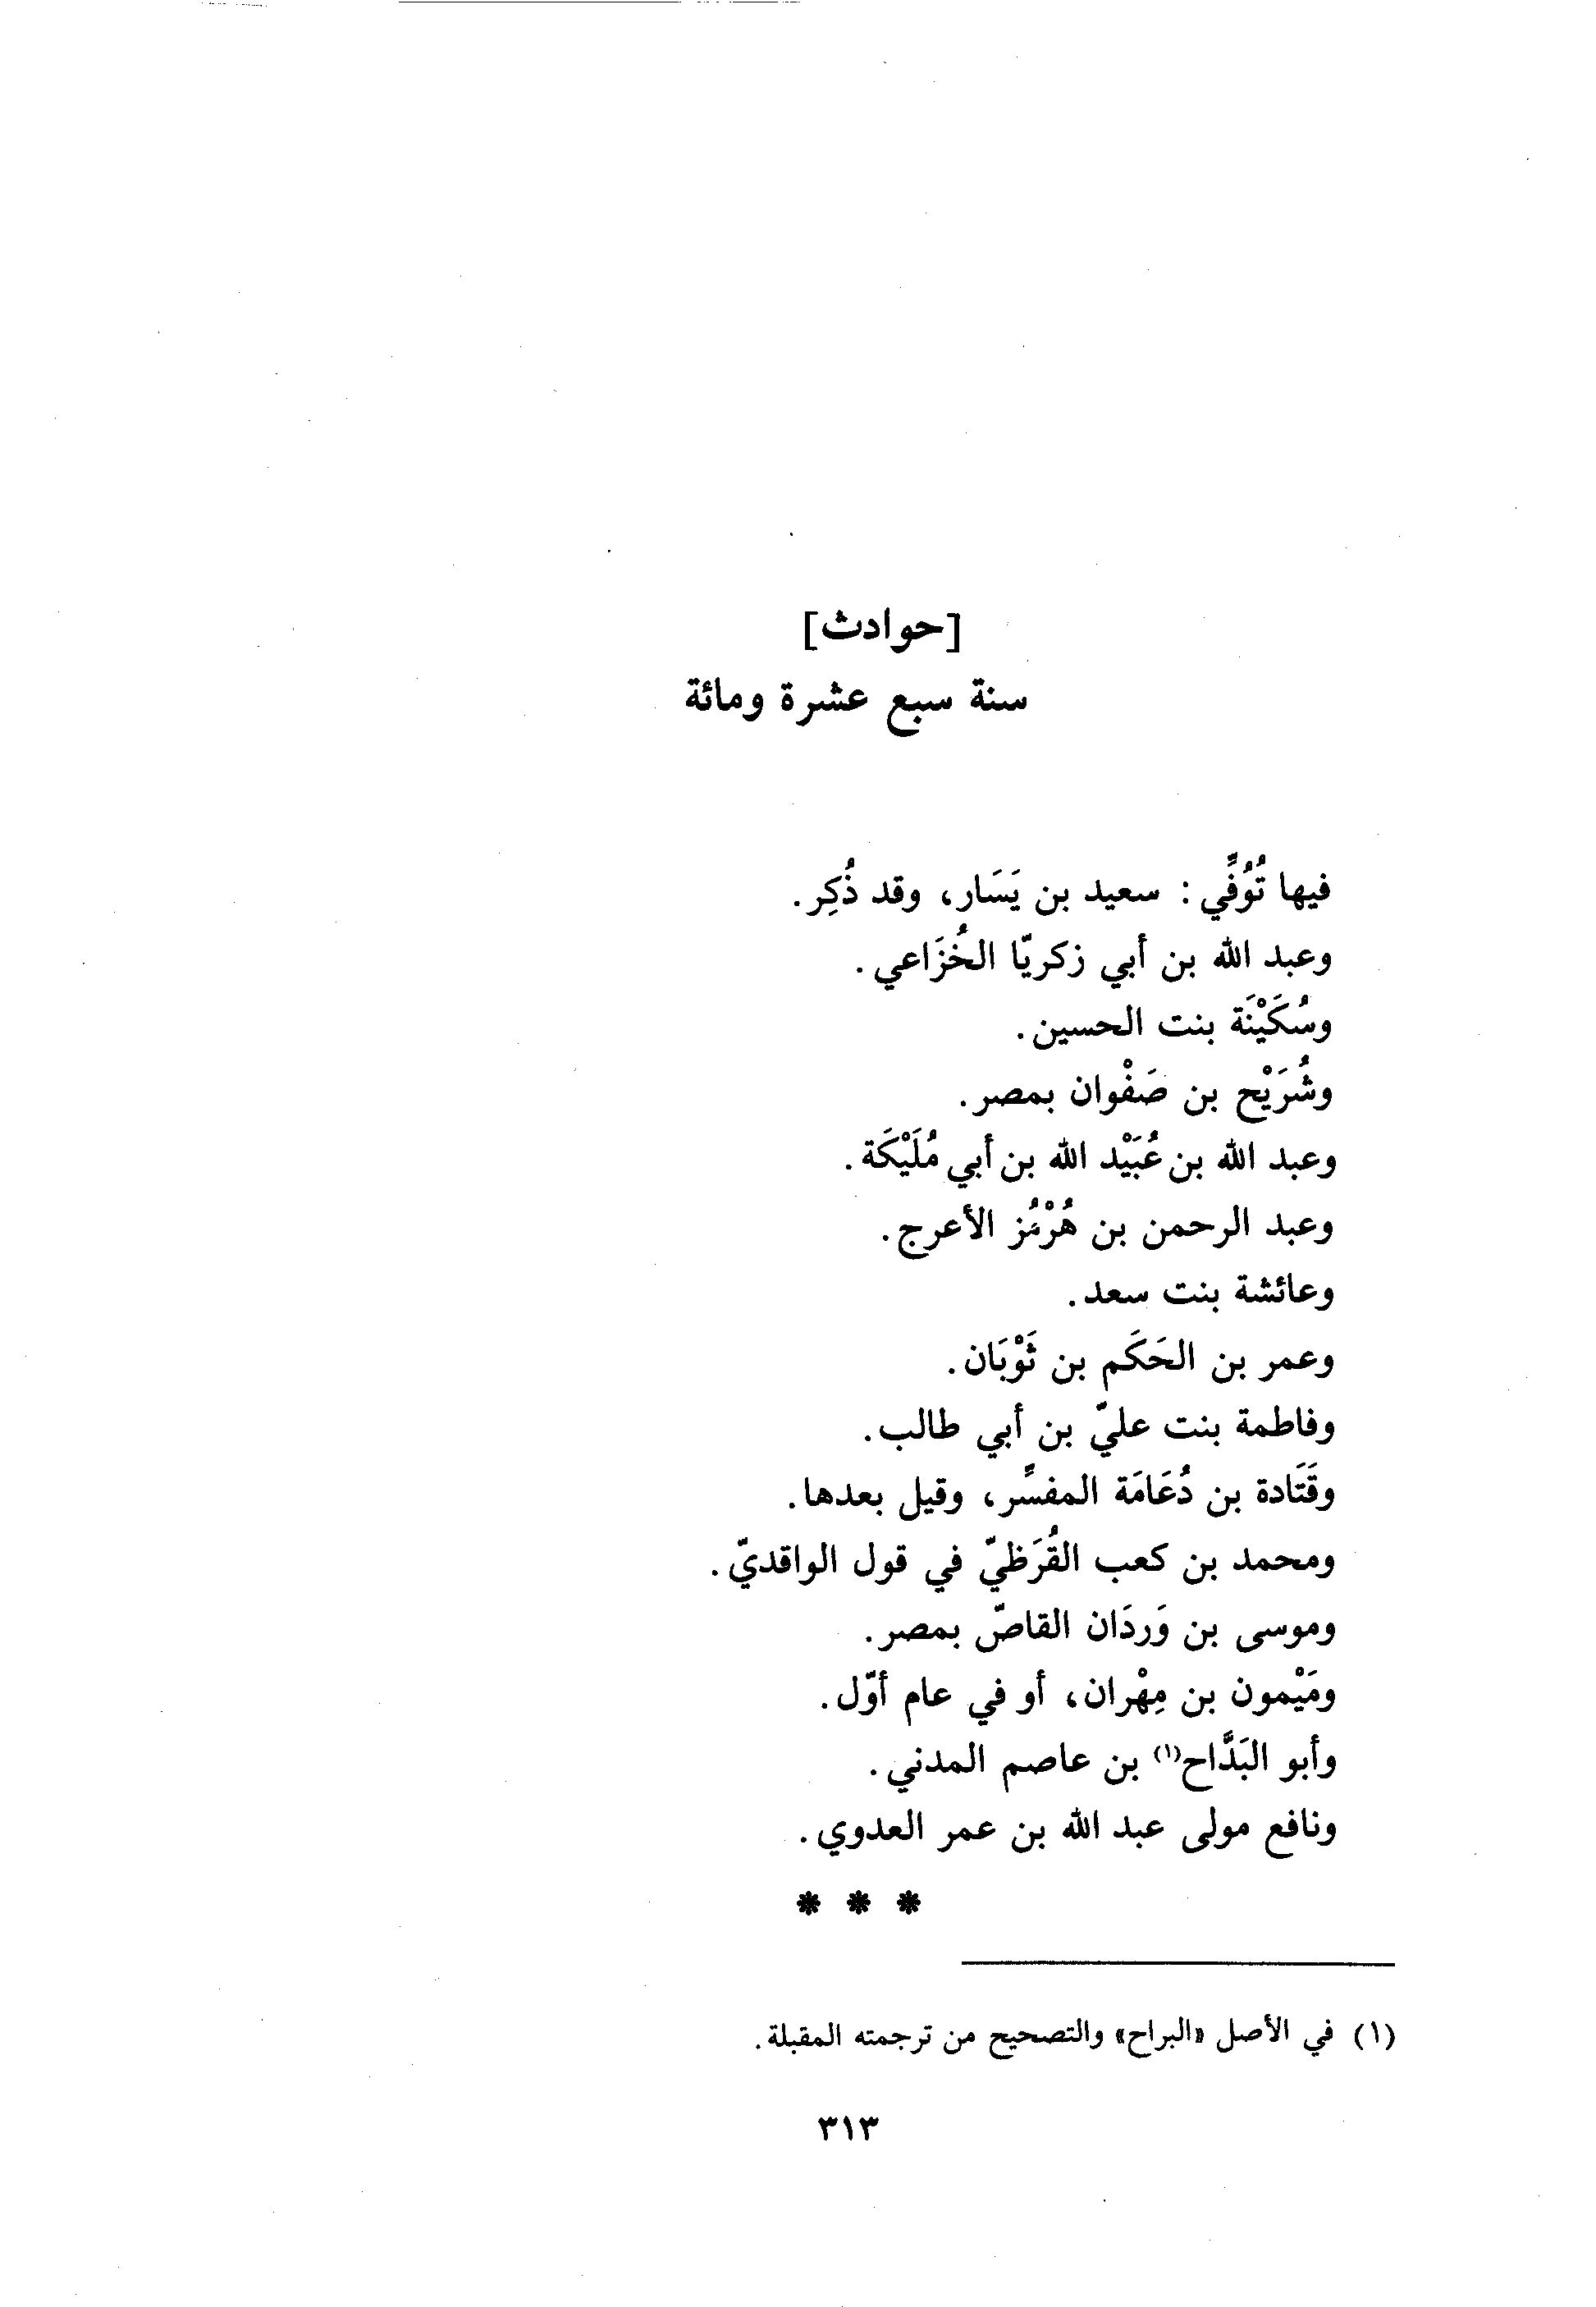 [حوادث]
سنة سبع عشرة ومائة
فيها تُوُفِّي : سعيد بن يَسَار، وقد ذُكِر.
وعبد الله بن أبي زكريّا الخُزَاعي.
وسُكَيْنَة بنت الحسين.
وشُرَيْح بن صَفْوان بمصر.
وعبد الله بن عُبَيْد الله بن أبي مُلَيْكَة.
وعبد الرحمن بن هُرْمُز الأعرج.
وعائشة بنت سعد.
وعمر بن الحَكَم بن ثَوْبَان.
وفاطمة بنت عليّ بن أبي طالب.
وقَتَادة بن دُعَامَة المفسِّر، وقيل بعدها.
ومحمد بن كعب القُرَظيّ في قول الواقديّ.
وموسى بن وَردَان القاصّ بمصر.
ومَيْمون بن مِهْران، أو في عام أوّل.
وأبو البَدَّاح(١) بن عاصم المدني.
ونافع مولى عبد الله بن عمر العدوي.
* * *
(١) في الأصل «البراح» والتصحيح من ترجمته المقبلة.
٣١٣